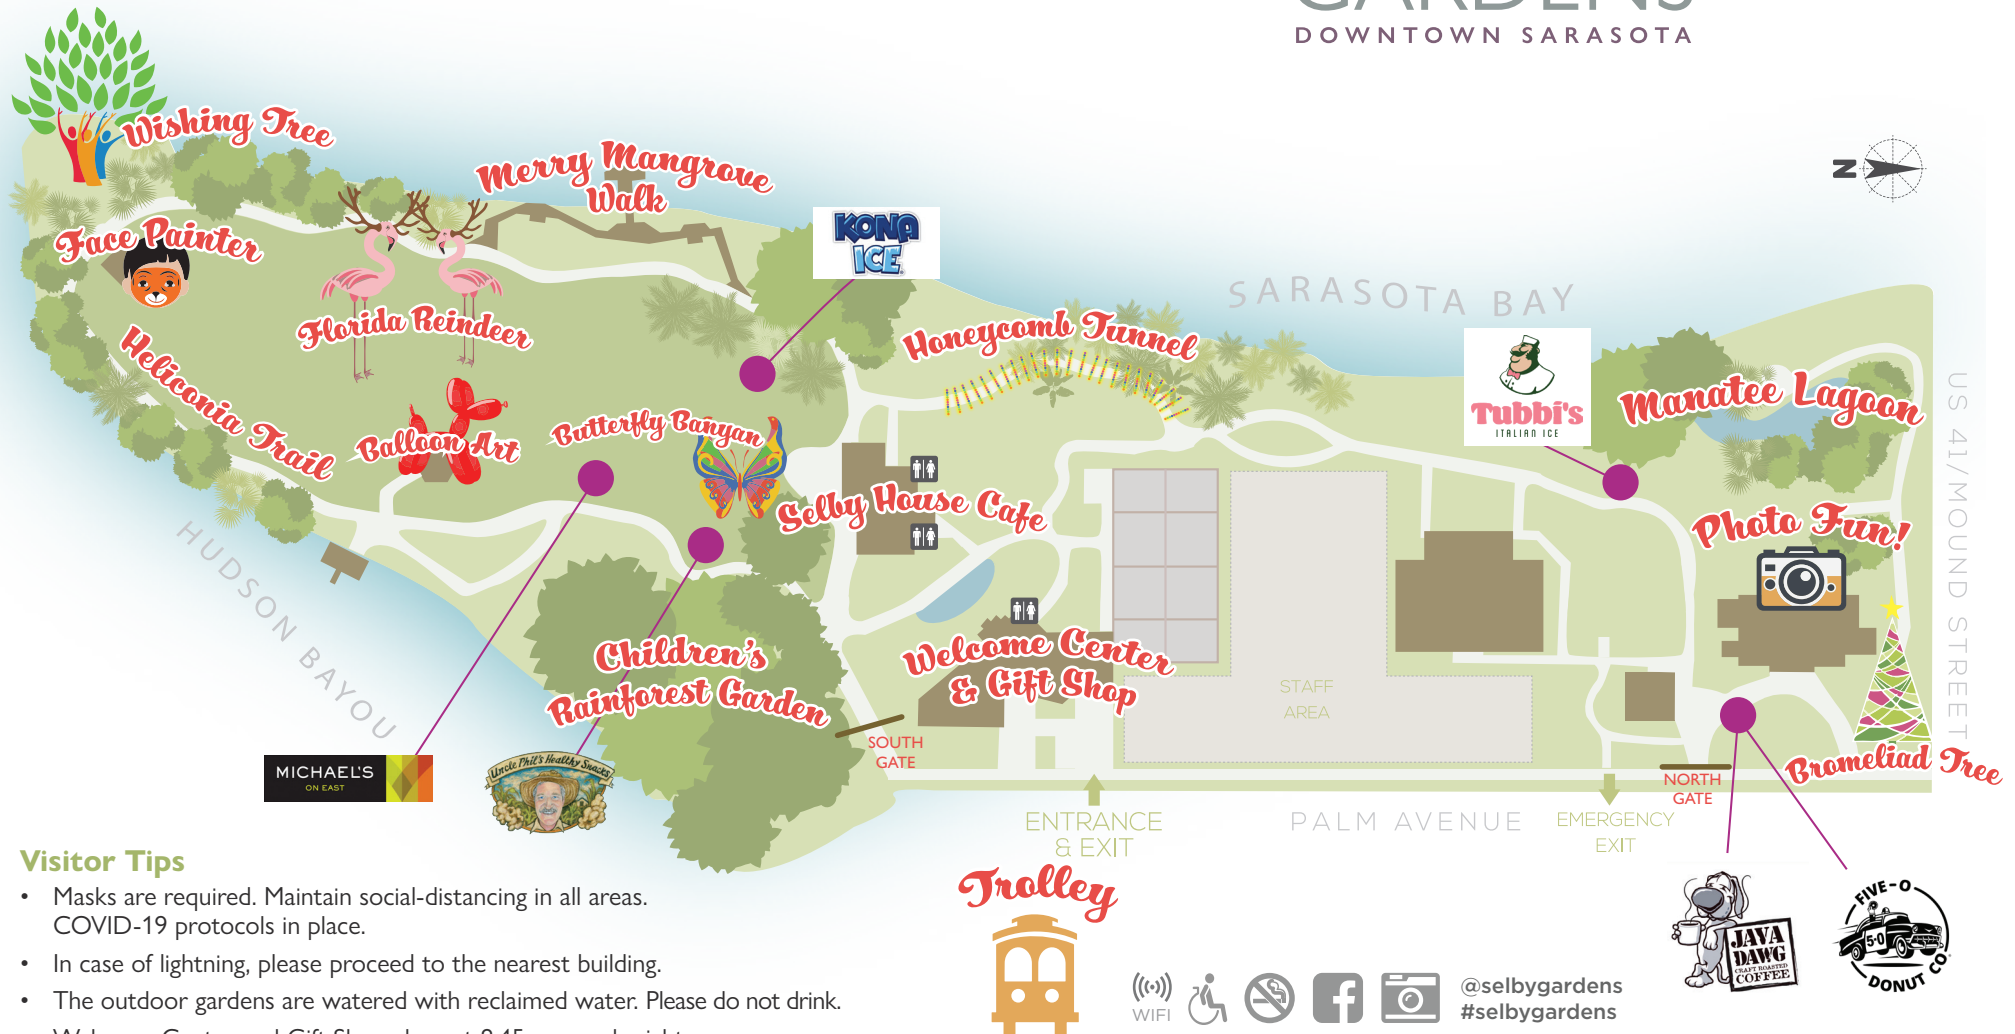 GARDENS
DOWNTOWN SARASOTA
Wishing Tree
Merry Mangrove
Walk
N
KONA
ICE
Face Painter
Florida Reindeer
SARASOTA BAY
Honeycomb Tunnel
Tubbi's
ITALIAN ICE
Manatee Lagoon
US 41/MOUND STREET
Heliconia Trail
Balloon Art
Butterfly Banyan
Selby House Cafe
Photo Fun!
HUDSON BAYOU
Children's
Rainforest Garden
Welcome Center
& Gift Shop
STAFF
AREA
SOUTH
GATE
MICHAEL'S
ON EAST
Uncle Phil's Healthy Snacks
NORTH
GATE
Bromeliad Tree
ENTRANCE
& EXIT
PALM AVENUE
EMERGENCY
EXIT
Visitor Tips
• Masks are required. Maintain social-distancing in all areas.
COVID-19 protocols in place.
• In case of lightning, please proceed to the nearest building.
• The outdoor gardens are watered with reclaimed water. Please do not drink.
Trolley
WIFI
@selbygardens
#selbygardens
JAVA
DAWG
CRAFT ROASTED
COFFEE
FIVE-O
5-0
DONUT CO.